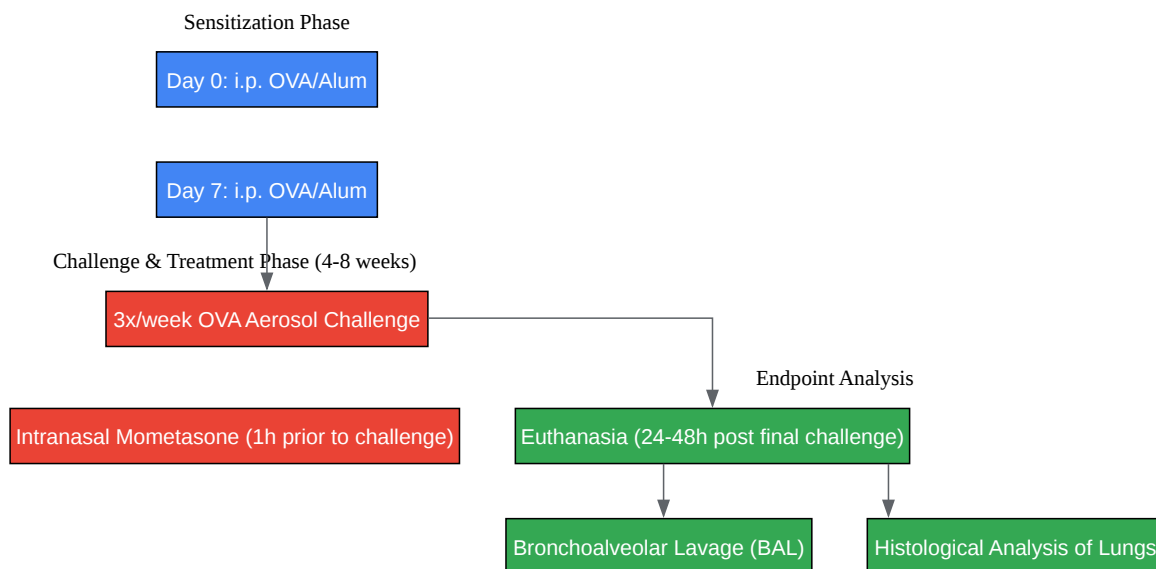 Sensitization Phase
Day 0: i.p. OVA/Alum
Day 7: i.p. OVA/Alum
Challenge & Treatment Phase (4-8 weeks)
3x/week OVA Aerosol Challenge
Intranasal Mometasone (1h prior to challenge)
Endpoint Analysis
Euthanasia (24-48h post final challenge)
Bronchoalveolar Lavage (BAL)
Histological Analysis of Lungs